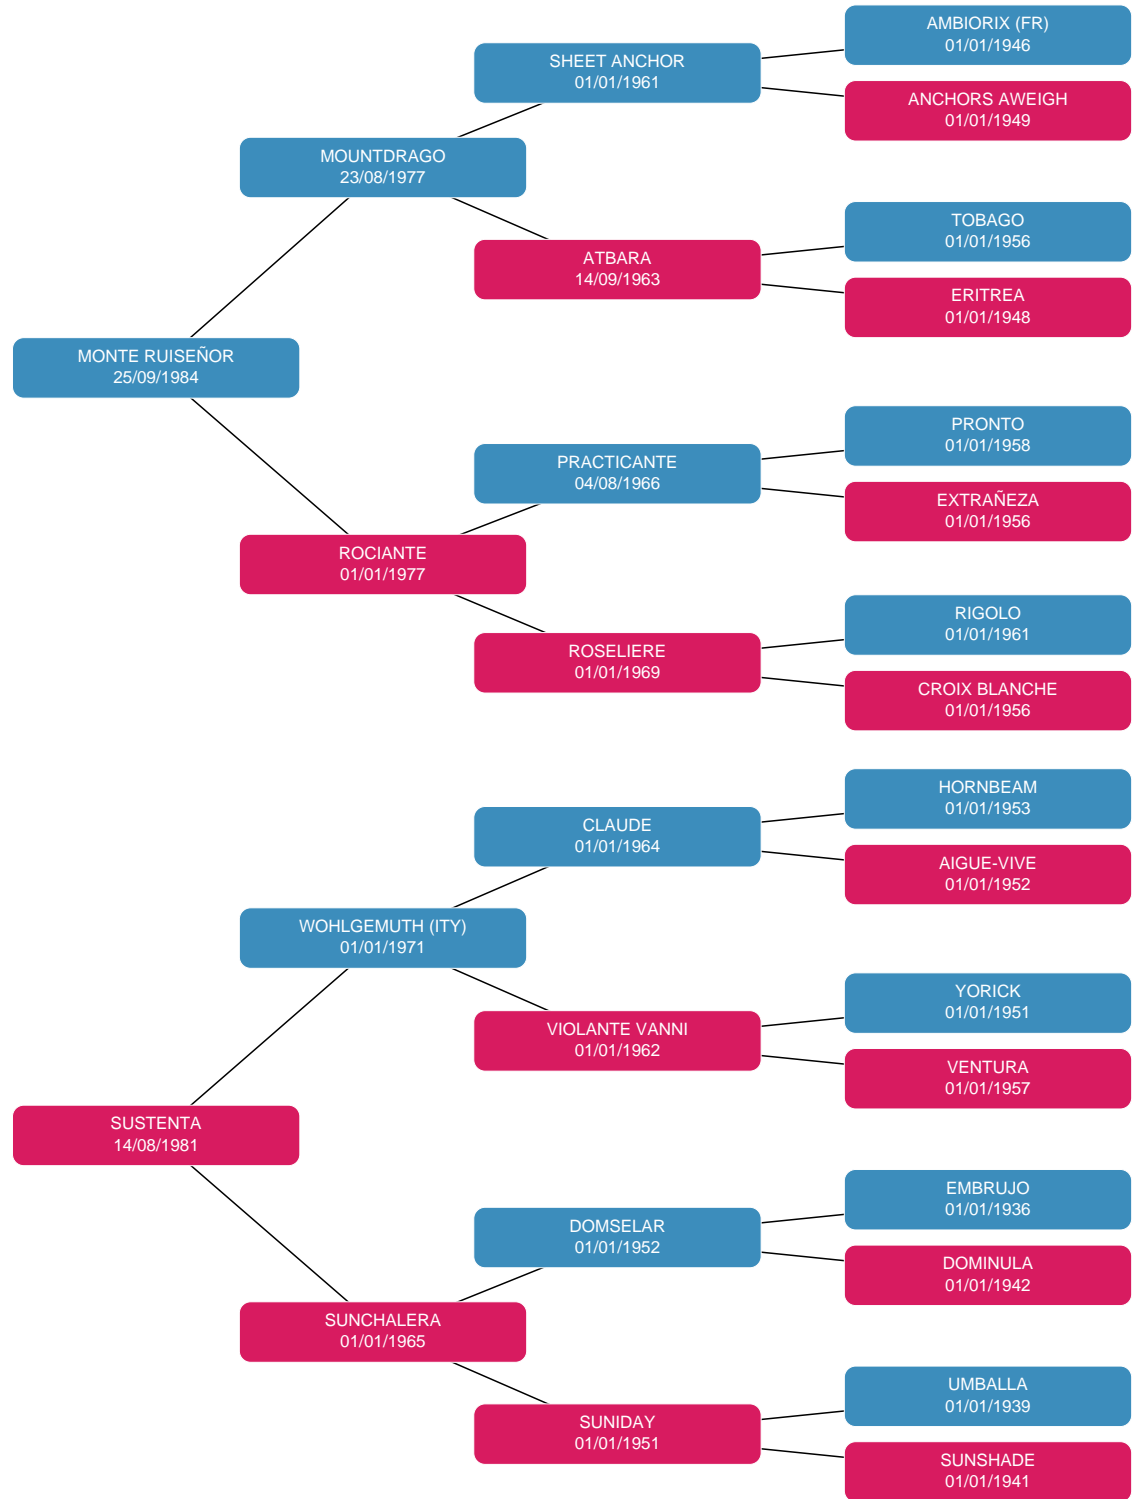 AMBIORIX (FR)
01/01/1946
SHEET ANCHOR
01/01/1961
ANCHORS AWEIGH
01/01/1949
MOUNTDRAGO
23/08/1977
TOBAGO
01/01/1956
ATBARA
14/09/1963
ERITREA
01/01/1948
MONTE RUISEÑOR
25/09/1984
PRONTO
01/01/1958
PRACTICANTE
04/08/1966
EXTRAÑEZA
01/01/1956
ROCIANTE
01/01/1977
RIGOLO
01/01/1961
ROSELIERE
01/01/1969
CROIX BLANCHE
01/01/1956
HORNBEAM
01/01/1953
CLAUDE
01/01/1964
AIGUE-VIVE
01/01/1952
WOHLGEMUTH (ITY)
01/01/1971
YORICK
01/01/1951
VIOLANTE VANNI
01/01/1962
VENTURA
01/01/1957
SUSTENTA
14/08/1981
EMBRUJO
01/01/1936
DOMSELAR
01/01/1952
DOMINULA
01/01/1942
SUNCHALERA
01/01/1965
UMBALLA
01/01/1939
SUNIDAY
01/01/1951
SUNSHADE
01/01/1941